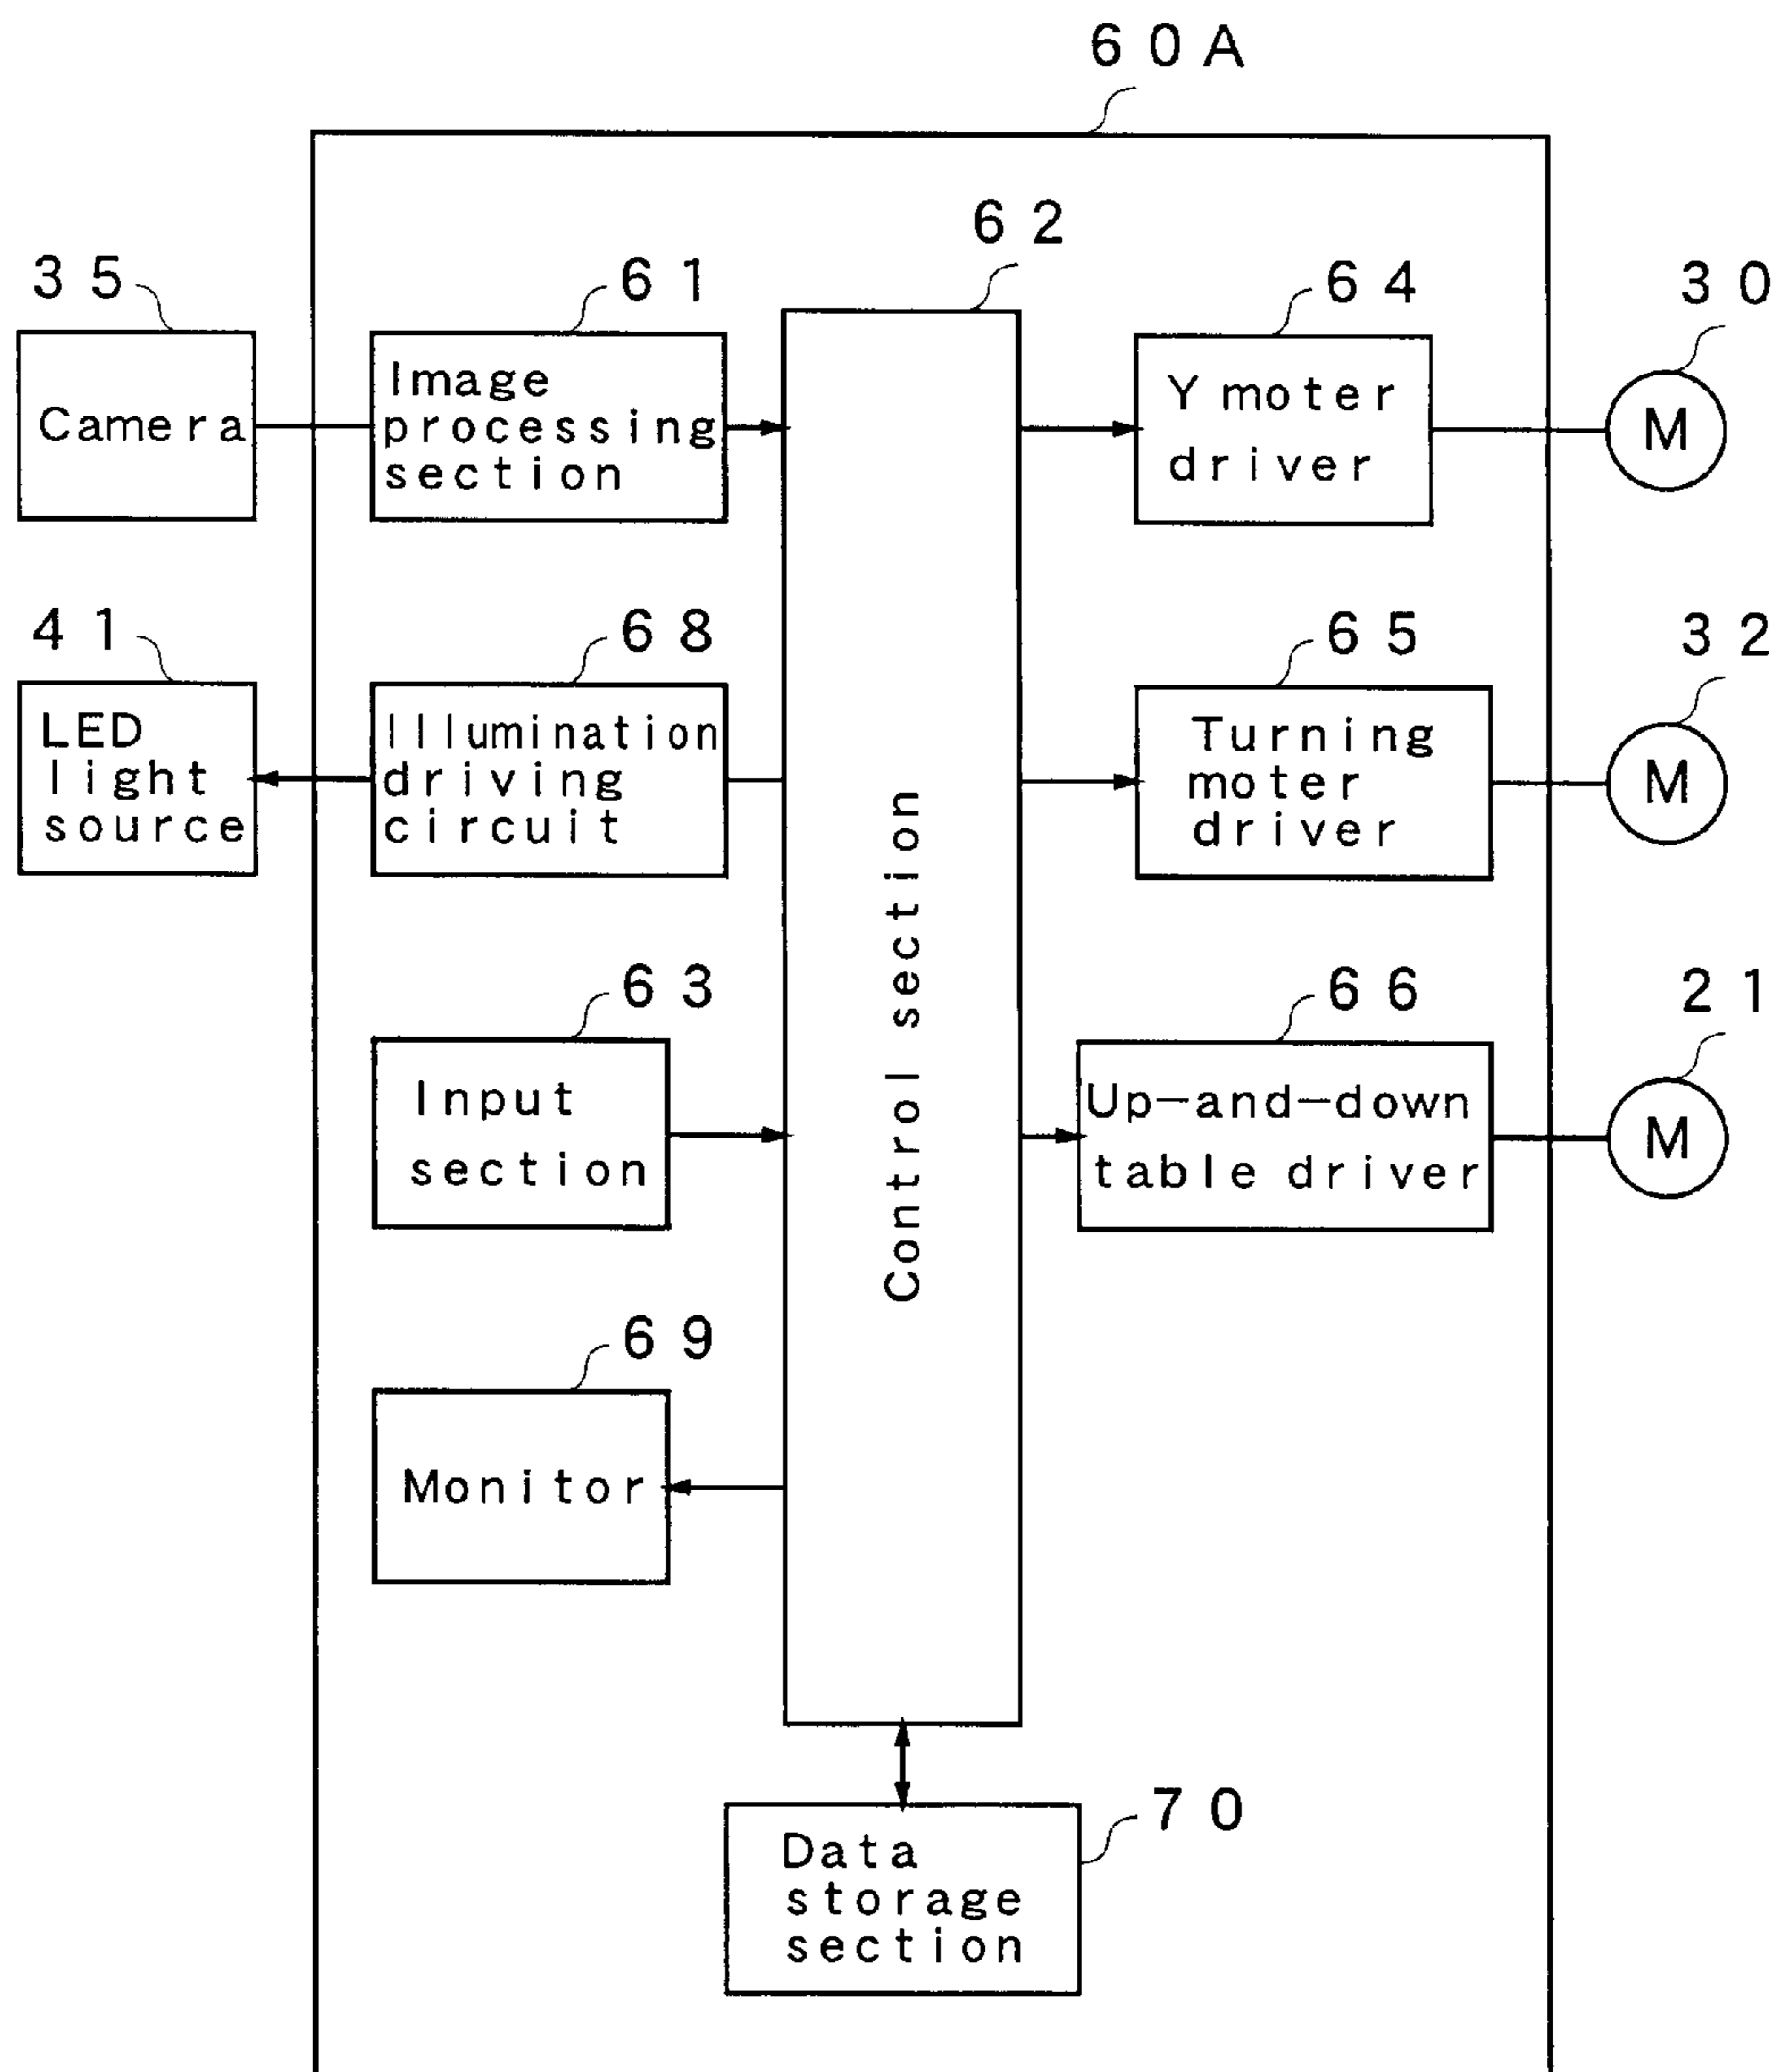 60A
62
35
61
64
30
Camera
Image
processing
section
Y moter
driver
M
41
68
65
32
LED
light
source
Illumination
driving
circuit
Turning
moter
driver
M
Control section
63
66
21
Input
section
Up-and-down
table driver
M
69
Monitor
70
Data
storage
section